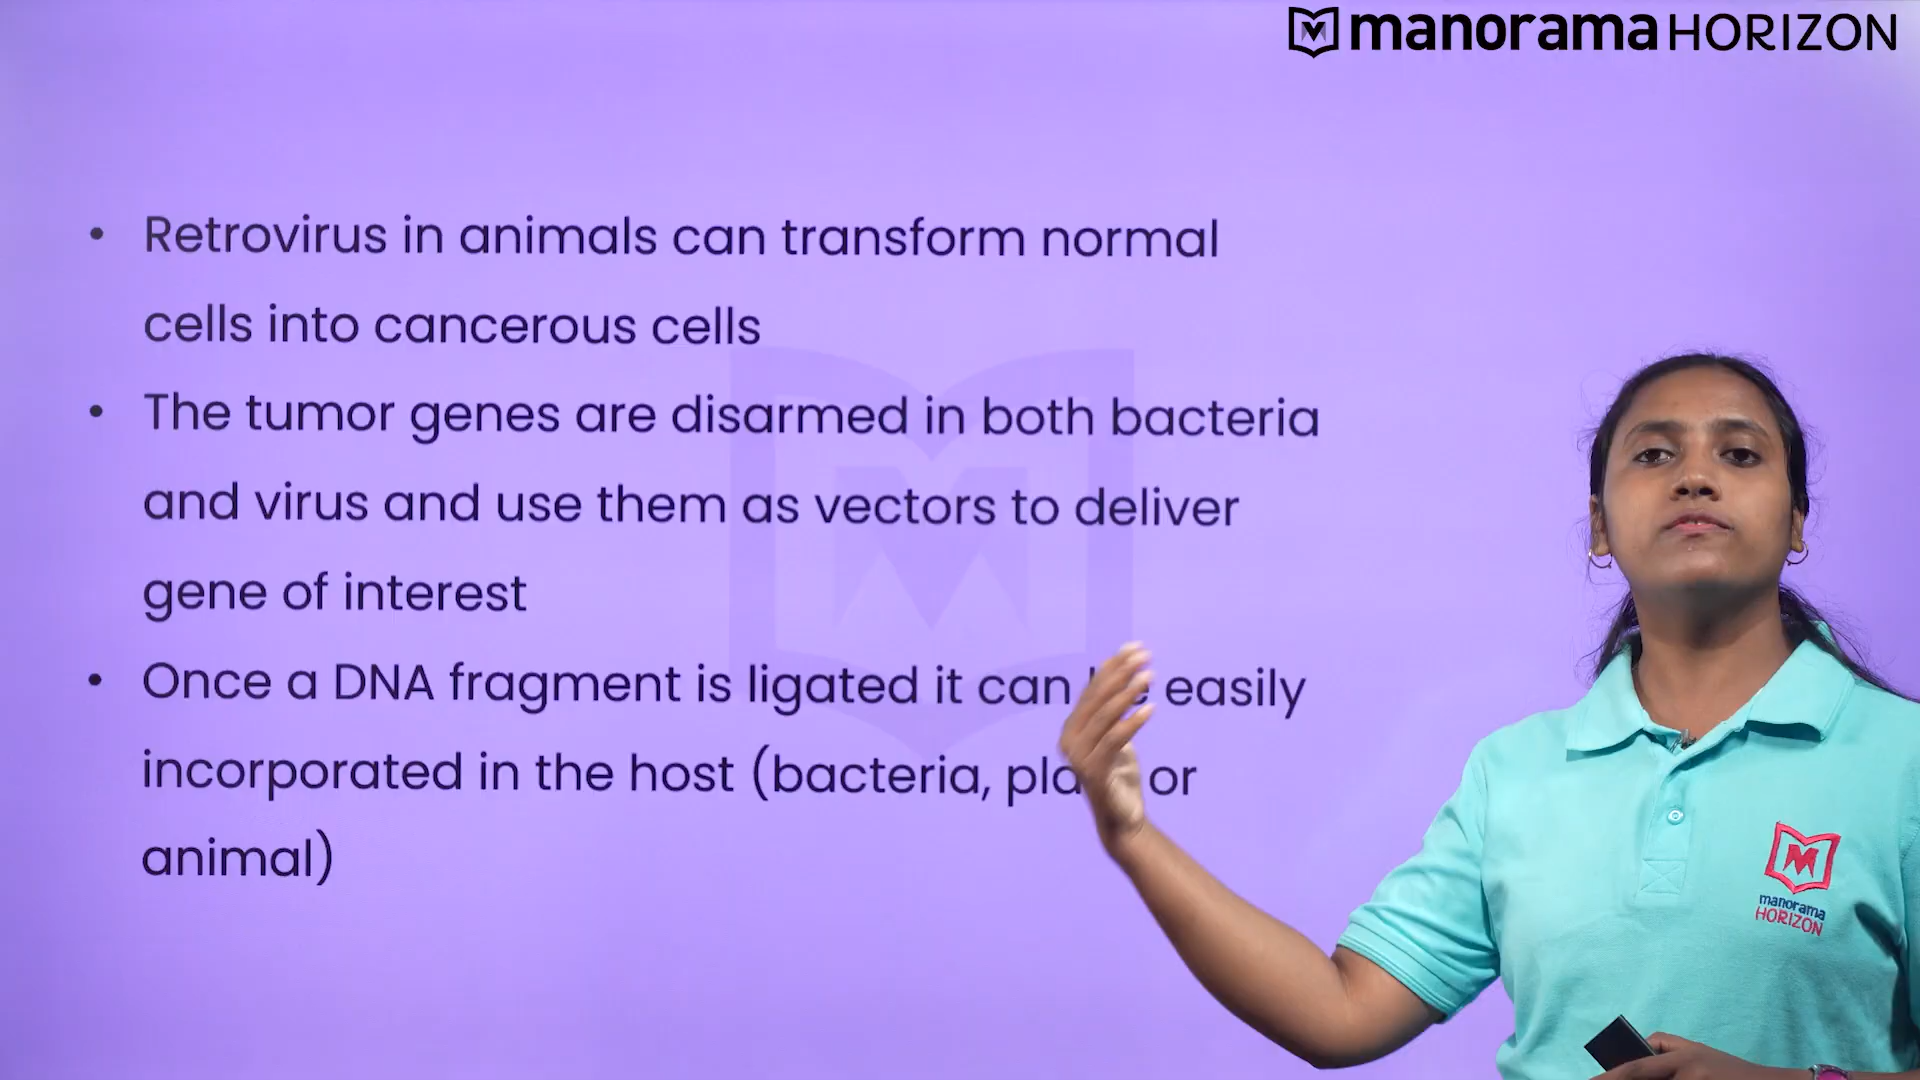 manorama HORIZON
• Retrovirus in animals can transform normal
cells into cancerous cells
• The tumor genes are disarmed in both bacteria
and virus and use them as vectors to deliver
gene of interest
• Once a DNA fragment is ligated it can easily
incorporated in the host (bacteria, or
animal)
manorama
HORIZON